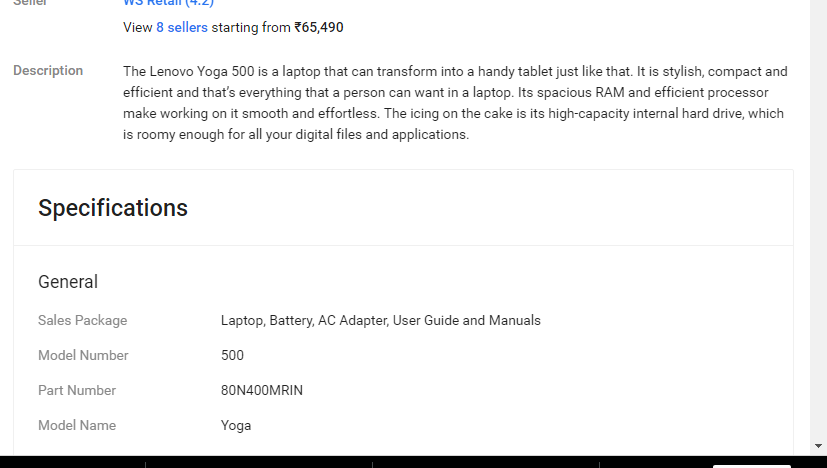 Seller WS Retail (4.2)
View 8 sellers starting from ₹65,490
Description The Lenovo Yoga 500 is a laptop that can transform into a handy tablet just like that. It is stylish, compact and
efficient and that’s everything that a person can want in a laptop. Its spacious RAM and efficient processor
make working on it smooth and effortless. The icing on the cake is its high-capacity internal hard drive, which
is roomy enough for all your digital files and applications.
Specifications
General
Sales Package Laptop, Battery, AC Adapter, User Guide and Manuals
Model Number 500
Part Number 80N400MRIN
Model Name Yoga